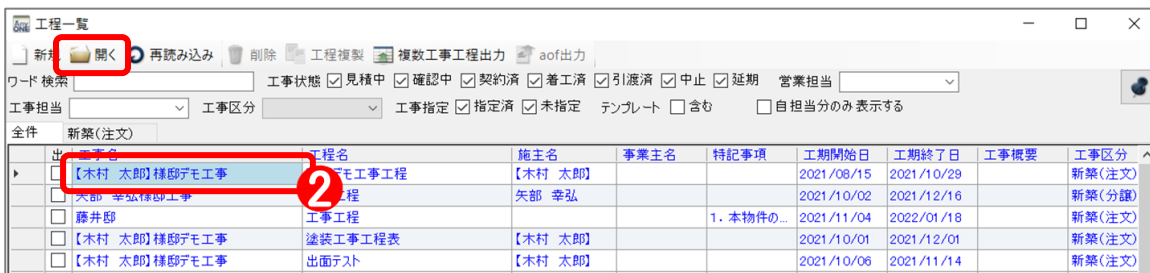 AnyONE 工程一覧
新規 開く 再読み込み 削除 工程複製 複数工事工程出力 aof出力
ワード検索 工事状態 見積中 確認中 契約済 着工済 引渡済 中止 延期 営業担当
工事担当 工事区分 工事指定 指定済 未指定 テンプレート 含む 自担当分のみ表示する
全件 新築(注文)
出 工事名 工程名 施主名 事業主名 特記事項 工期開始日 工期終了日 工事概要 工事区分
【木村 太郎】様邸デモ工事 デモ工事工程 【木村 太郎】 2021/08/15 2021/10/29 新築(注文)
矢部 幸弘様邸工事 工程 矢部 幸弘 2021/10/02 2021/12/16 新築(分譲)
2
藤井邸 工事工程 1. 本物件の... 2021/11/04 2022/01/18 新築(注文)
【木村 太郎】様邸デモ工事 塗装工事工程表 【木村 太郎】 2021/10/01 2021/12/01 新築(注文)
【木村 太郎】様邸デモ工事 出面テスト 【木村 太郎】 2021/10/06 2021/11/14 新築(注文)